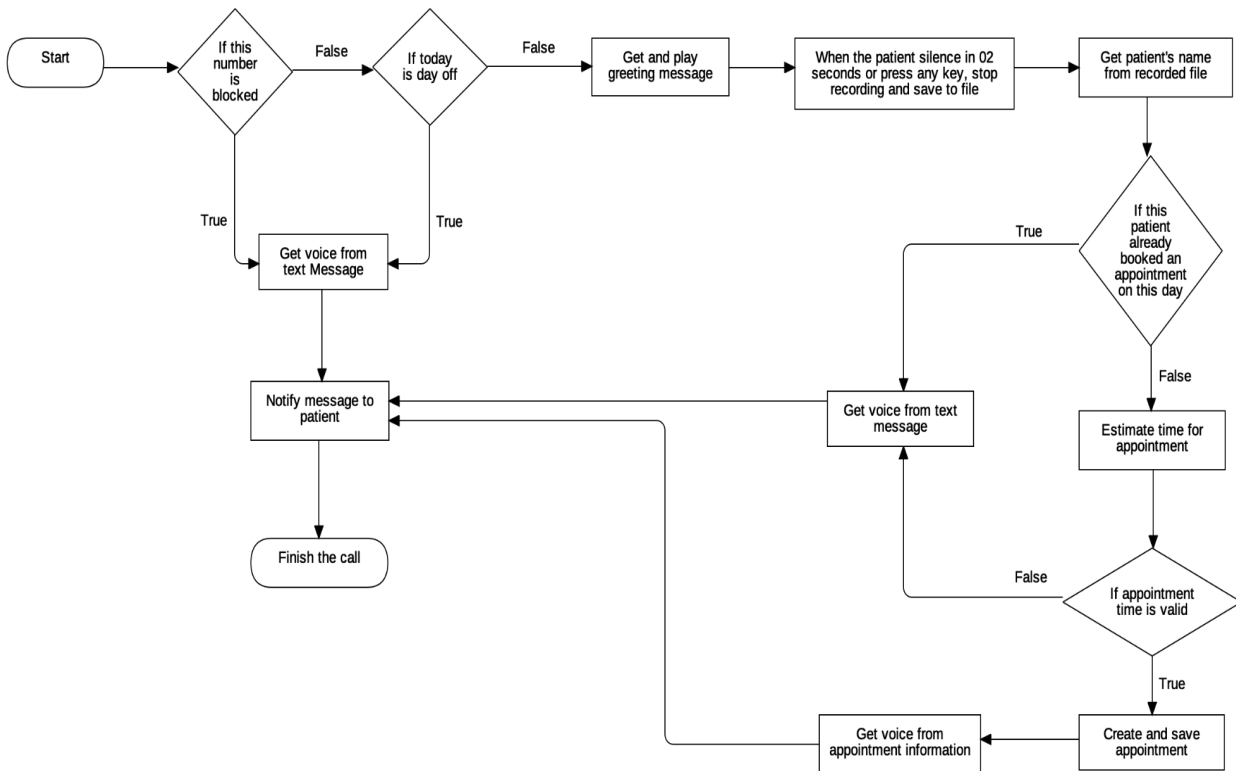 Start
If this
number
is
blocked
False
If today
is day off
False
Get and play
greeting message
When the patient silence in 02
seconds or press any key, stop
recording and save to file
Get patient's name
from recorded file
True
True
Get voice from
text Message
True
If this
patient
already
booked an
appointment
on this day
False
Notify message to
patient
Get voice from text
message
Estimate time for
appointment
Finish the call
False
If appointment
time is valid
True
Get voice from
appointment information
Create and save
appointment